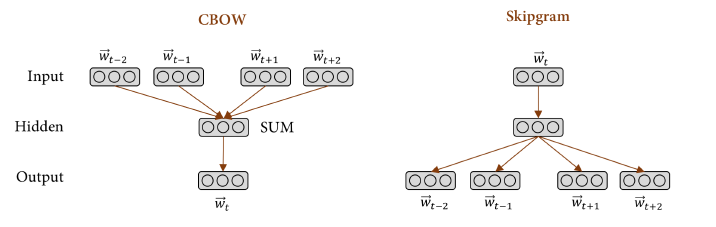 CBOW
Skipgram
w⃗t−2 w⃗t−1 w⃗t+1 w⃗t+2
w⃗t
Input
Hidden
SUM
Output
w⃗t
w⃗t−2 w⃗t−1 w⃗t+1 w⃗t+2